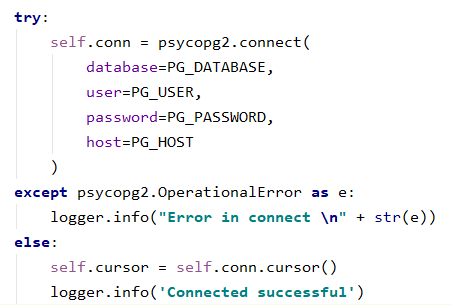 try:
    self.conn = psycopg2.connect(
        database=PG_DATABASE,
        user=PG_USER,
        password=PG_PASSWORD,
        host=PG_HOST
    )
except psycopg2.OperationalError as e:
    logger.info("Error in connect \n" + str(e))
else:
    self.cursor = self.conn.cursor()
    logger.info('Connected successful')